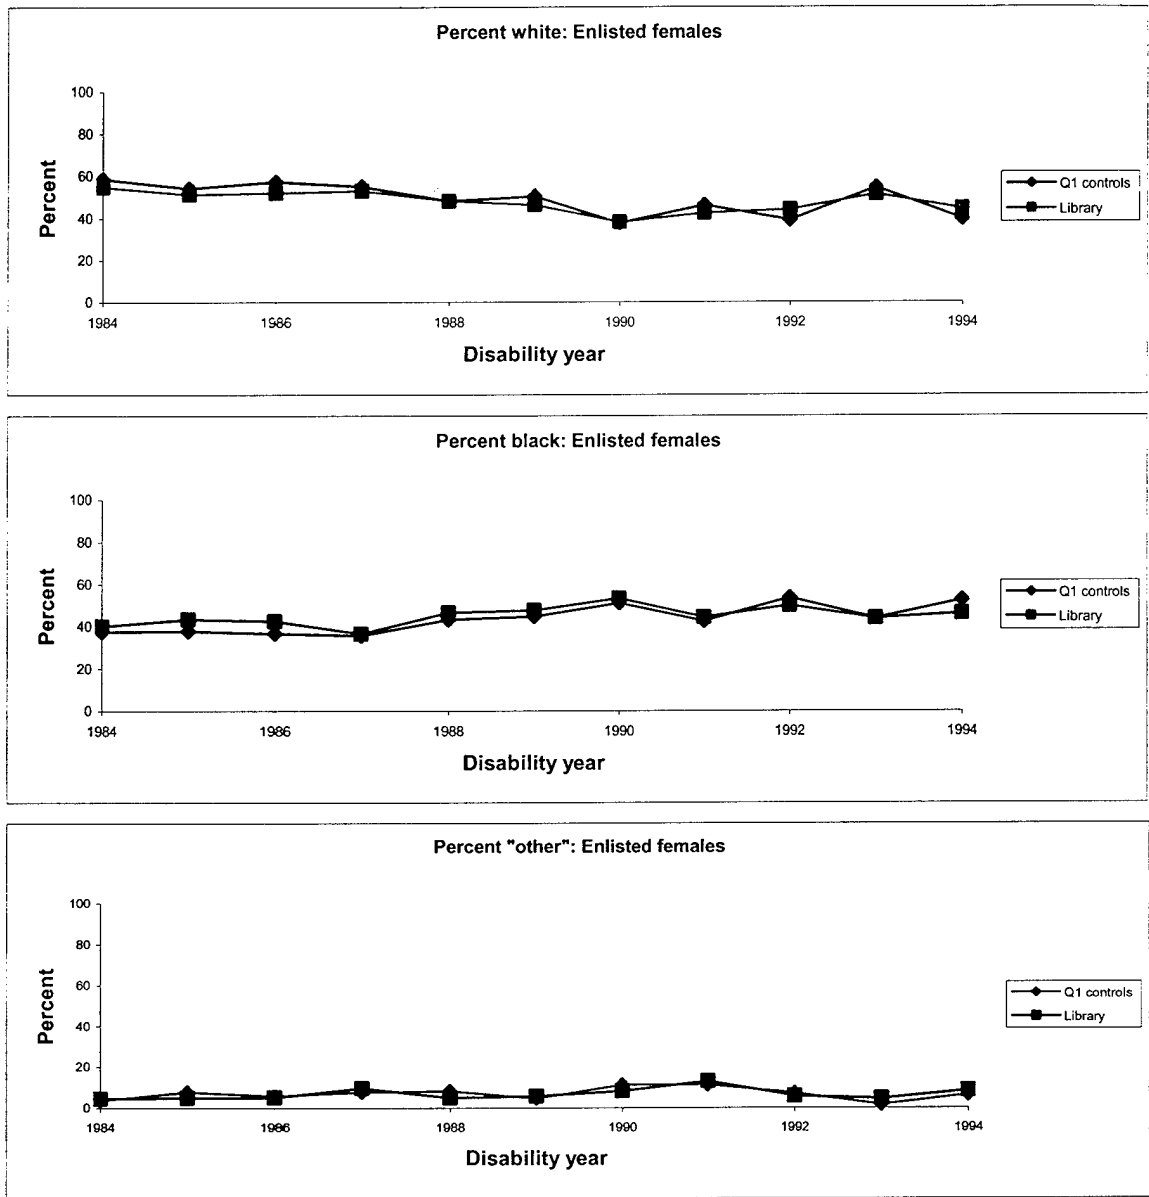 Percent white: Enlisted females
100
80
60
40
20
0
Percent
1984
1986
1988
1990
1992
1994
Disability year
Q1 controls
Library
Percent black: Enlisted females
100
80
60
40
20
0
Percent
1984
1986
1988
1990
1992
1994
Disability year
Q1 controls
Library
Percent "other": Enlisted females
100
80
60
40
20
0
Percent
1984
1986
1988
1990
1992
1994
Disability year
Q1 controls
Library